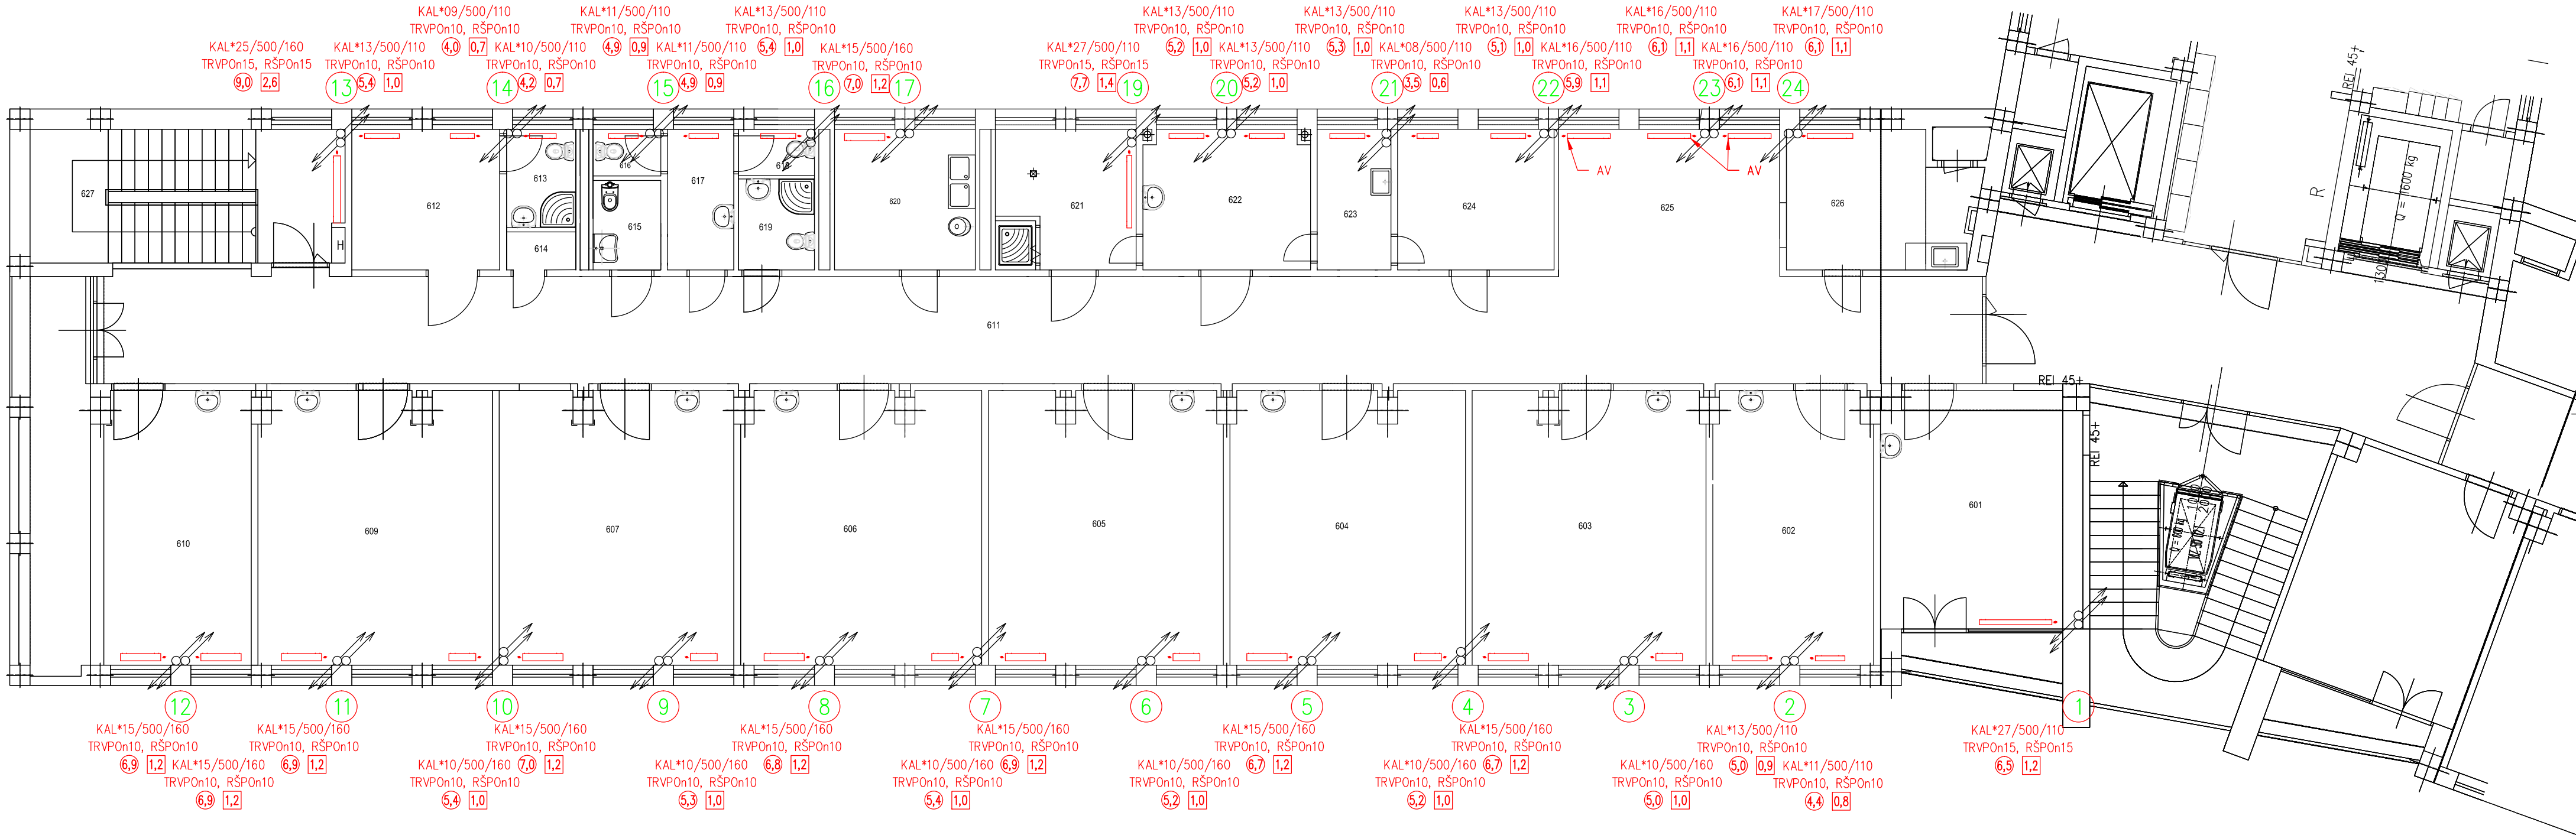 KAL*25/500/160
TRVPOn15, RŠPOn15
9,0 2,6
KAL*13/500/110
TRVPOn10, RŠPOn10
5,4 1,0
KAL*09/500/110
TRVPOn10, RŠPOn10
4,0 0,7
KAL*10/500/110
TRVPOn10, RŠPOn10
4,2 0,7
KAL*11/500/110
TRVPOn10, RŠPOn10
4,9 0,9
KAL*11/500/110
TRVPOn10, RŠPOn10
4,9 0,9
KAL*13/500/110
TRVPOn10, RŠPOn10
5,4 1,0
KAL*15/500/160
TRVPOn10, RŠPOn10
7,0 1,2
KAL*27/500/110
TRVPOn15, RŠPOn15
7,7 1,4
KAL*13/500/110
TRVPOn10, RŠPOn10
5,2 1,0
KAL*13/500/110
TRVPOn10, RŠPOn10
5,2 1,0
KAL*13/500/110
TRVPOn10, RŠPOn10
5,3 1,0
KAL*08/500/110
TRVPOn10, RŠPOn10
3,5 0,6
KAL*13/500/110
TRVPOn10, RŠPOn10
5,1 1,0
KAL*16/500/110
TRVPOn10, RŠPOn10
5,9 1,1
KAL*16/500/110
TRVPOn10, RŠPOn10
6,1 1,1
KAL*16/500/110
TRVPOn10, RŠPOn10
6,1 1,1
KAL*17/500/110
TRVPOn10, RŠPOn10
6,1 1,1
13 14 15 16 17 19 20 21 22 23 24
REI 45+
R
Q = 1600 kg
AV AV
627 H 612 613 614 616 615 617 618 619 620 621 622 623 624 625 626
611
REI 45+
REI 45+
610 609 607 606 605 604 603 602 601
12 11 10 9 8 7 6 5 4 3 2 1
KAL*15/500/160
TRVPOn10, RŠPOn10
6,9 1,2
KAL*15/500/160
TRVPOn10, RŠPOn10
6,9 1,2
KAL*15/500/160
TRVPOn10, RŠPOn10
6,9 1,2
KAL*10/500/160
TRVPOn10, RŠPOn10
5,4 1,0
KAL*15/500/160
TRVPOn10, RŠPOn10
7,0 1,2
KAL*10/500/160
TRVPOn10, RŠPOn10
5,3 1,0
KAL*15/500/160
TRVPOn10, RŠPOn10
6,8 1,2
KAL*10/500/160
TRVPOn10, RŠPOn10
5,4 1,0
KAL*15/500/160
TRVPOn10, RŠPOn10
6,9 1,2
KAL*10/500/160
TRVPOn10, RŠPOn10
5,2 1,0
KAL*15/500/160
TRVPOn10, RŠPOn10
6,7 1,2
KAL*10/500/160
TRVPOn10, RŠPOn10
5,2 1,0
KAL*15/500/160
TRVPOn10, RŠPOn10
6,7 1,2
KAL*10/500/160
TRVPOn10, RŠPOn10
5,0 1,0
KAL*13/500/110
TRVPOn10, RŠPOn10
5,0 0,9
KAL*11/500/110
TRVPOn10, RŠPOn10
4,4 0,8
KAL*27/500/110
TRVPOn15, RŠPOn15
6,5 1,2